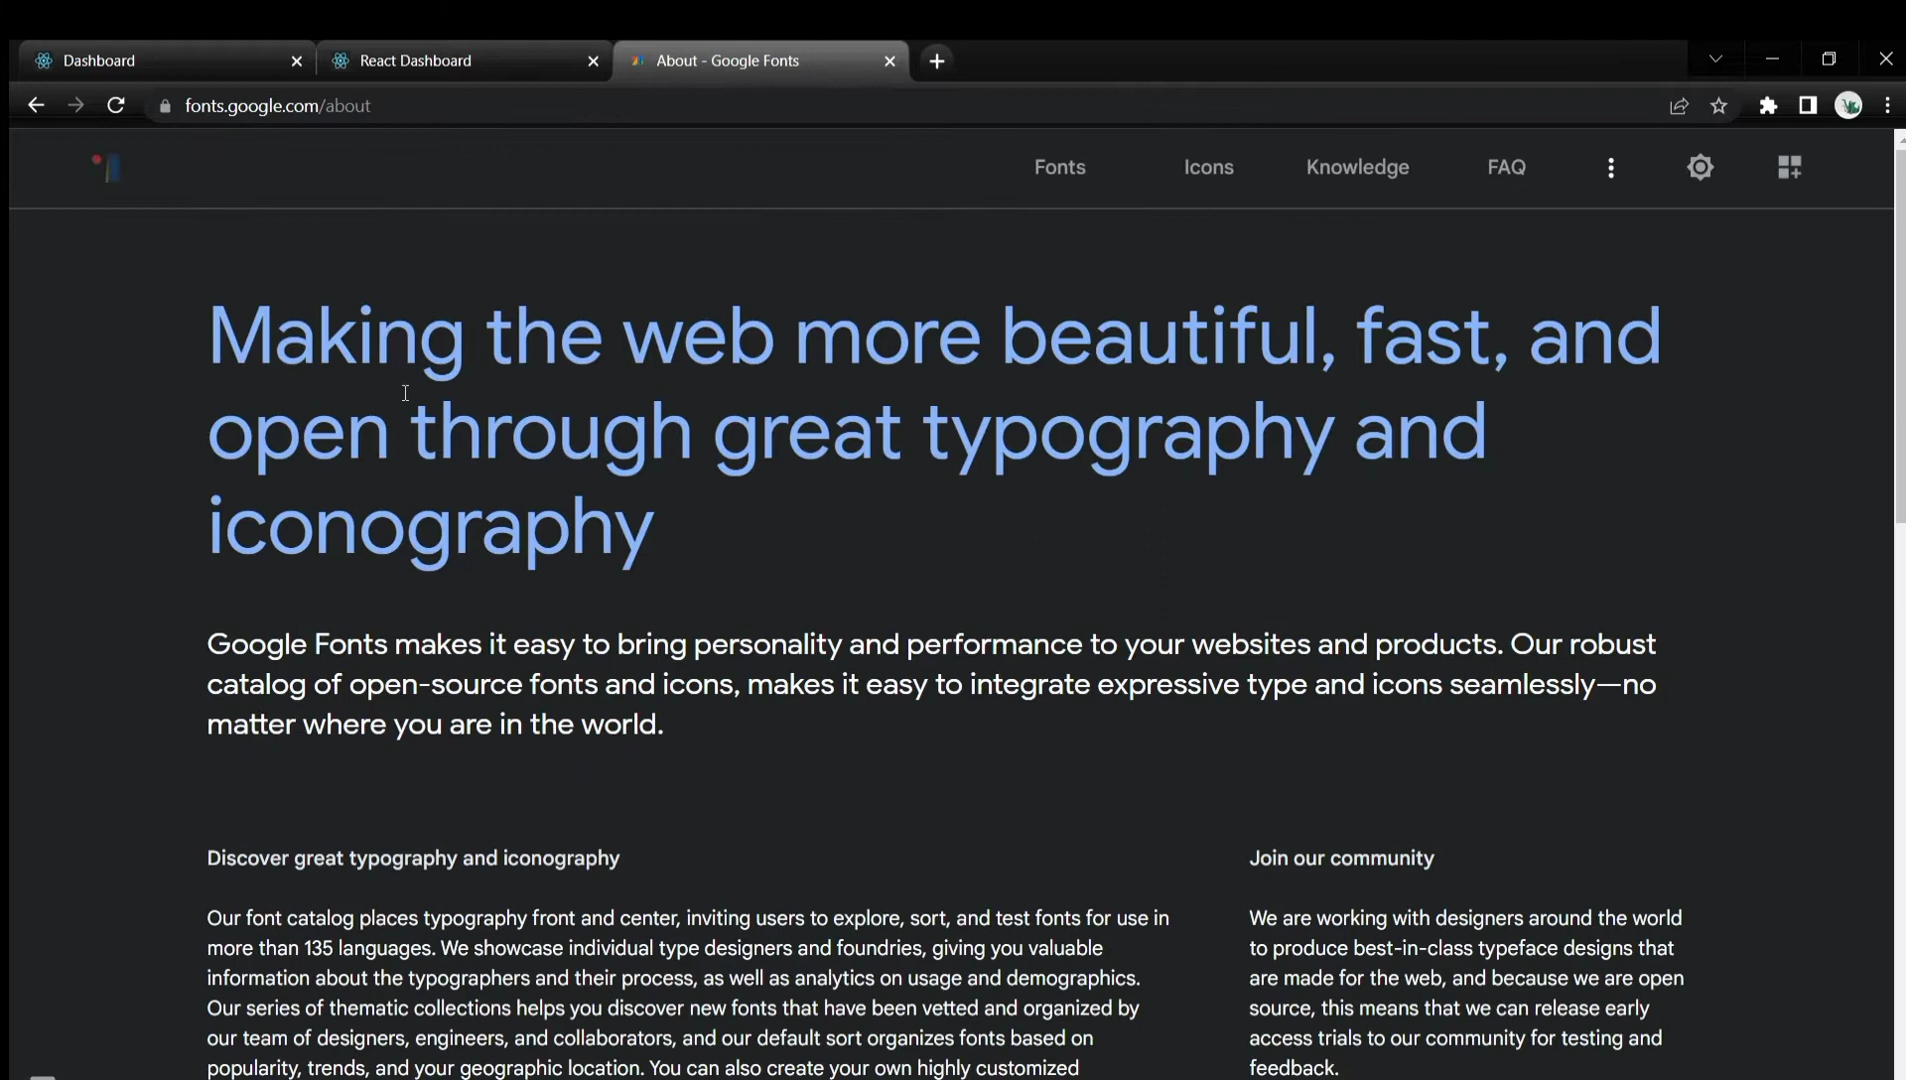 Dashboard
React Dashboard
About - Google Fonts
fonts.google.com/about
Fonts
Icons
Knowledge
FAQ
Making the web more beautiful, fast, and
open through great typography and
iconography
Google Fonts makes it easy to bring personality and performance to your websites and products. Our robust
catalog of open-source fonts and icons, makes it easy to integrate expressive type and icons seamlessly—no
matter where you are in the world.
Discover great typography and iconography
Our font catalog places typography front and center, inviting users to explore, sort, and test fonts for use in
more than 135 languages. We showcase individual type designers and foundries, giving you valuable
information about the typographers and their process, as well as analytics on usage and demographics.
Our series of thematic collections helps you discover new fonts that have been vetted and organized by
our team of designers, engineers, and collaborators, and our default sort organizes fonts based on
popularity, trends, and your geographic location. You can also create your own highly customized
Join our community
We are working with designers around the world
to produce best-in-class typeface designs that
are made for the web, and because we are open
source, this means that we can release early
access trials to our community for testing and
feedback.